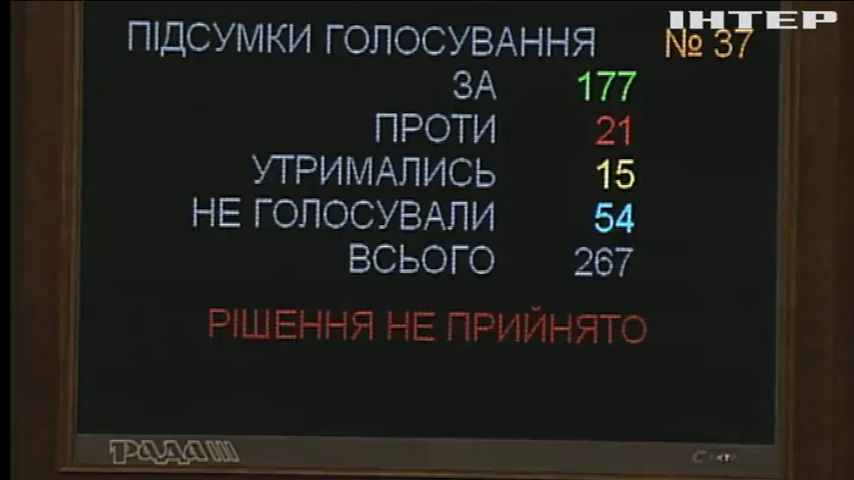 ІНТЕР
ПІДСУМКИ ГОЛОСУВАННЯ № 37
ЗА 177
ПРОТИ 21
УТРИМАЛИСЬ 15
НЕ ГОЛОСУВАЛИ 54
ВСЬОГО 267
РІШЕННЯ НЕ ПРИЙНЯТО
РАДА III